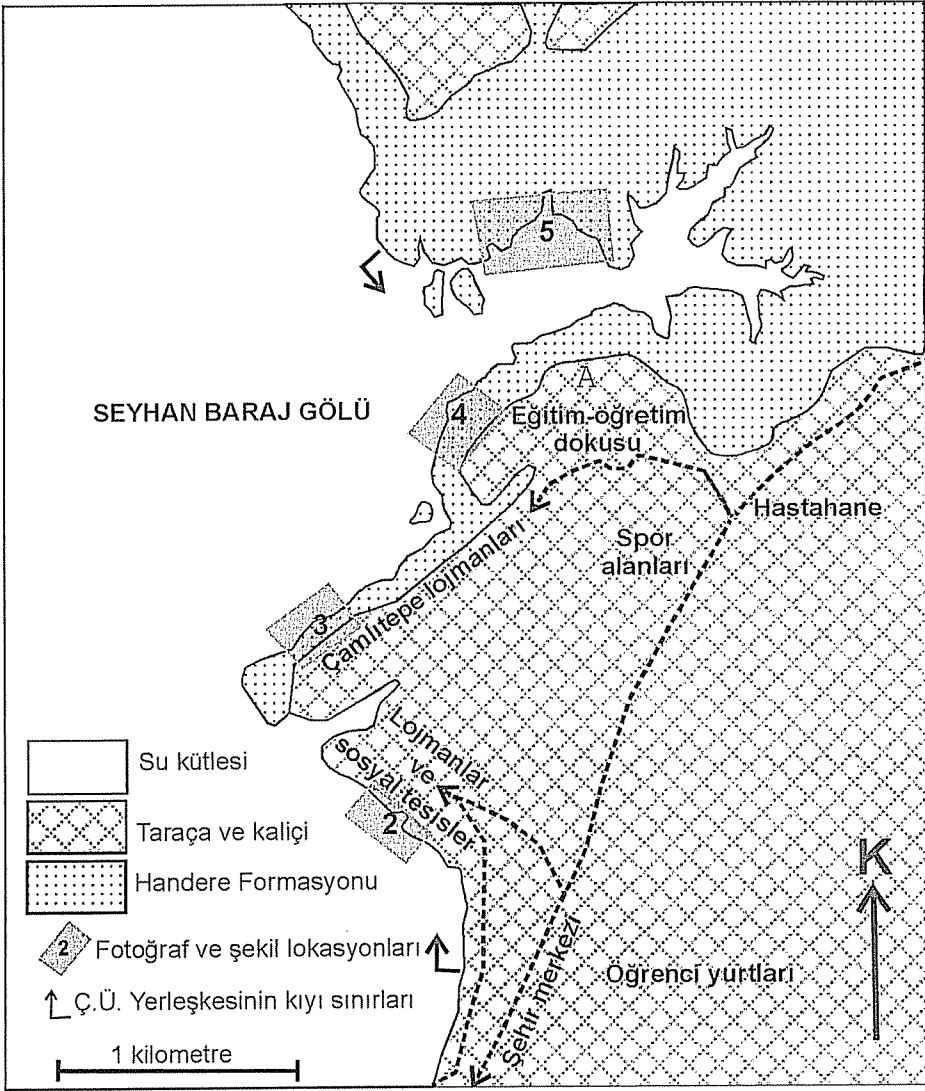 5
SEYHAN BARAJ GÖLÜ
4
A
Eğitim-öğretim
dokusu
Hastahane
Spor
alanları
3
Çamlıtepe lojmanları
Lojmanlar
ve
sosyal tesisler
2
Su kütlesi
Taraça ve kaliçi
Handere Formasyonu
2 Fotoğraf ve şekil lokasyonları
Ç.Ü. Yerleşkesinin kıyı sınırları
1 kilometre
Şehir merkezi
Öğrenci yurtları
K